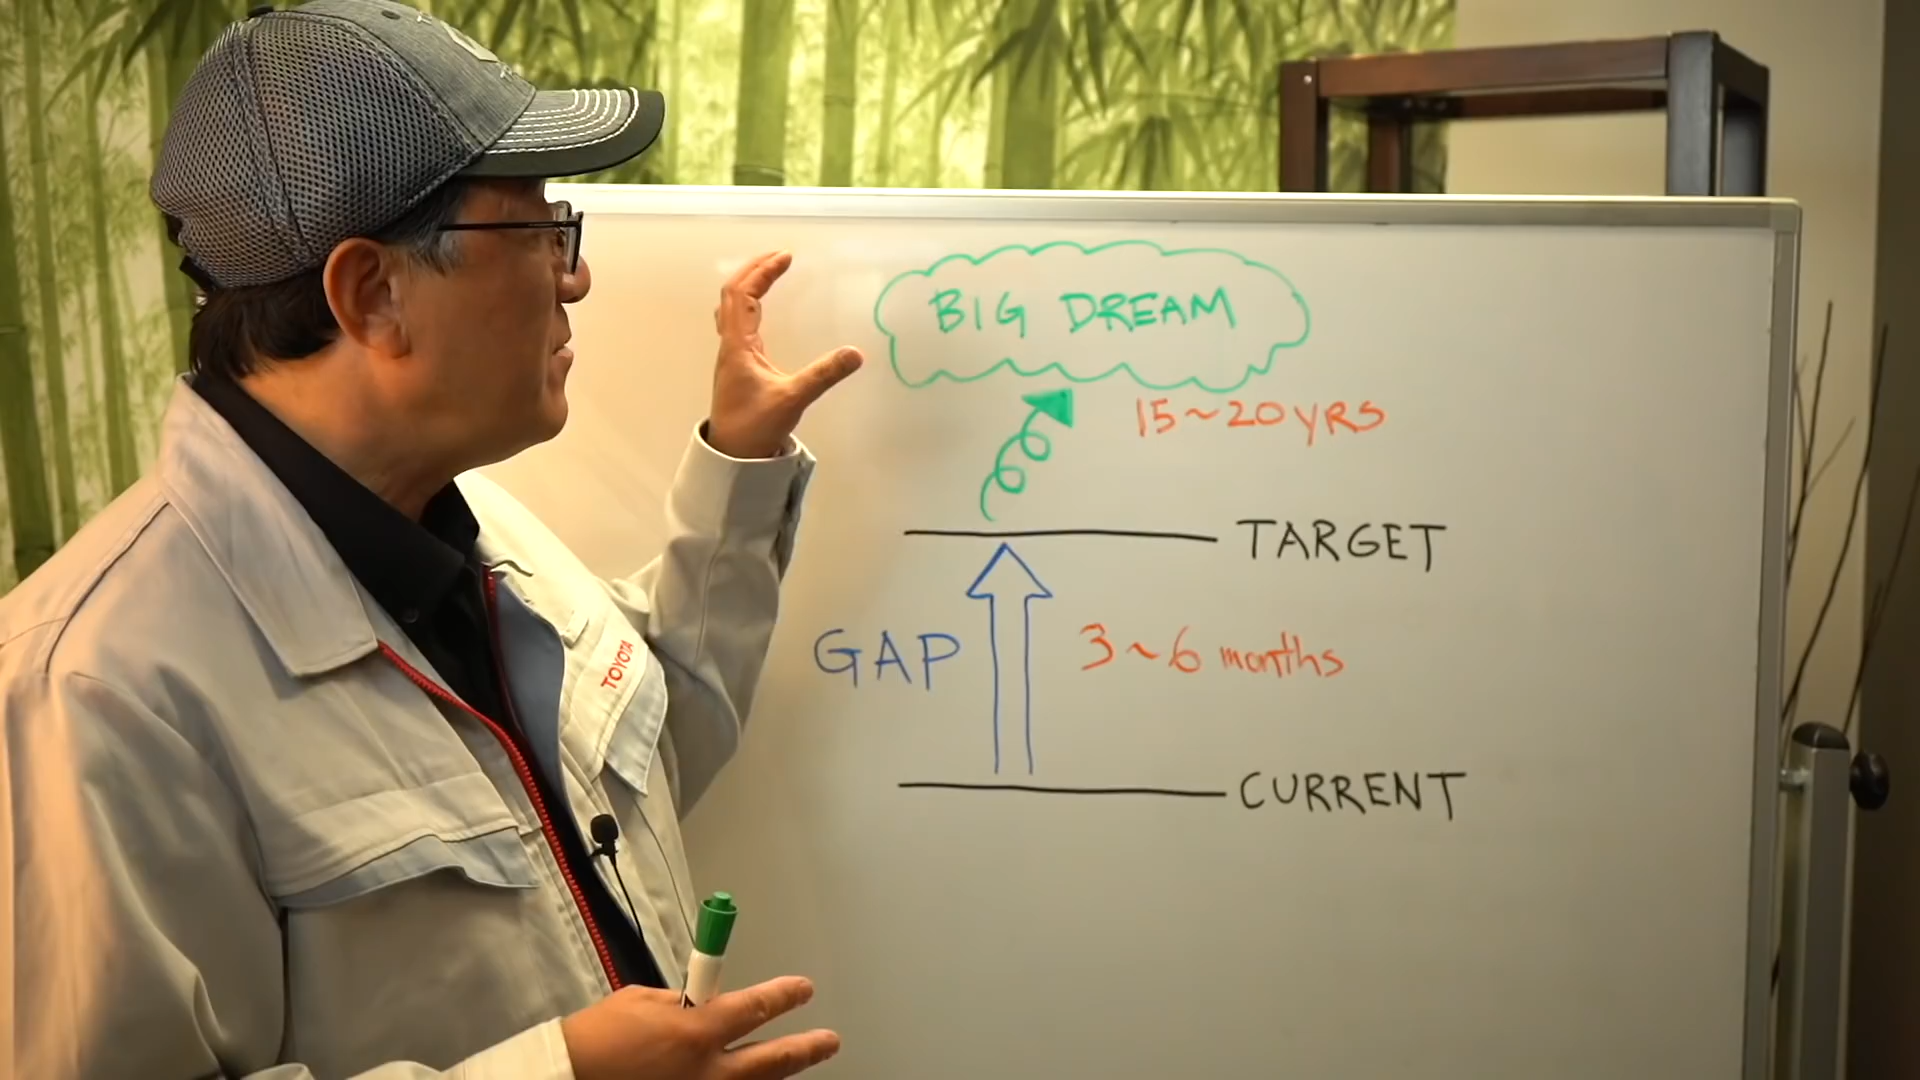 BIG DREAM
15~20 YRS
TARGET
GAP
3~6 months
CURRENT
TOYOTA